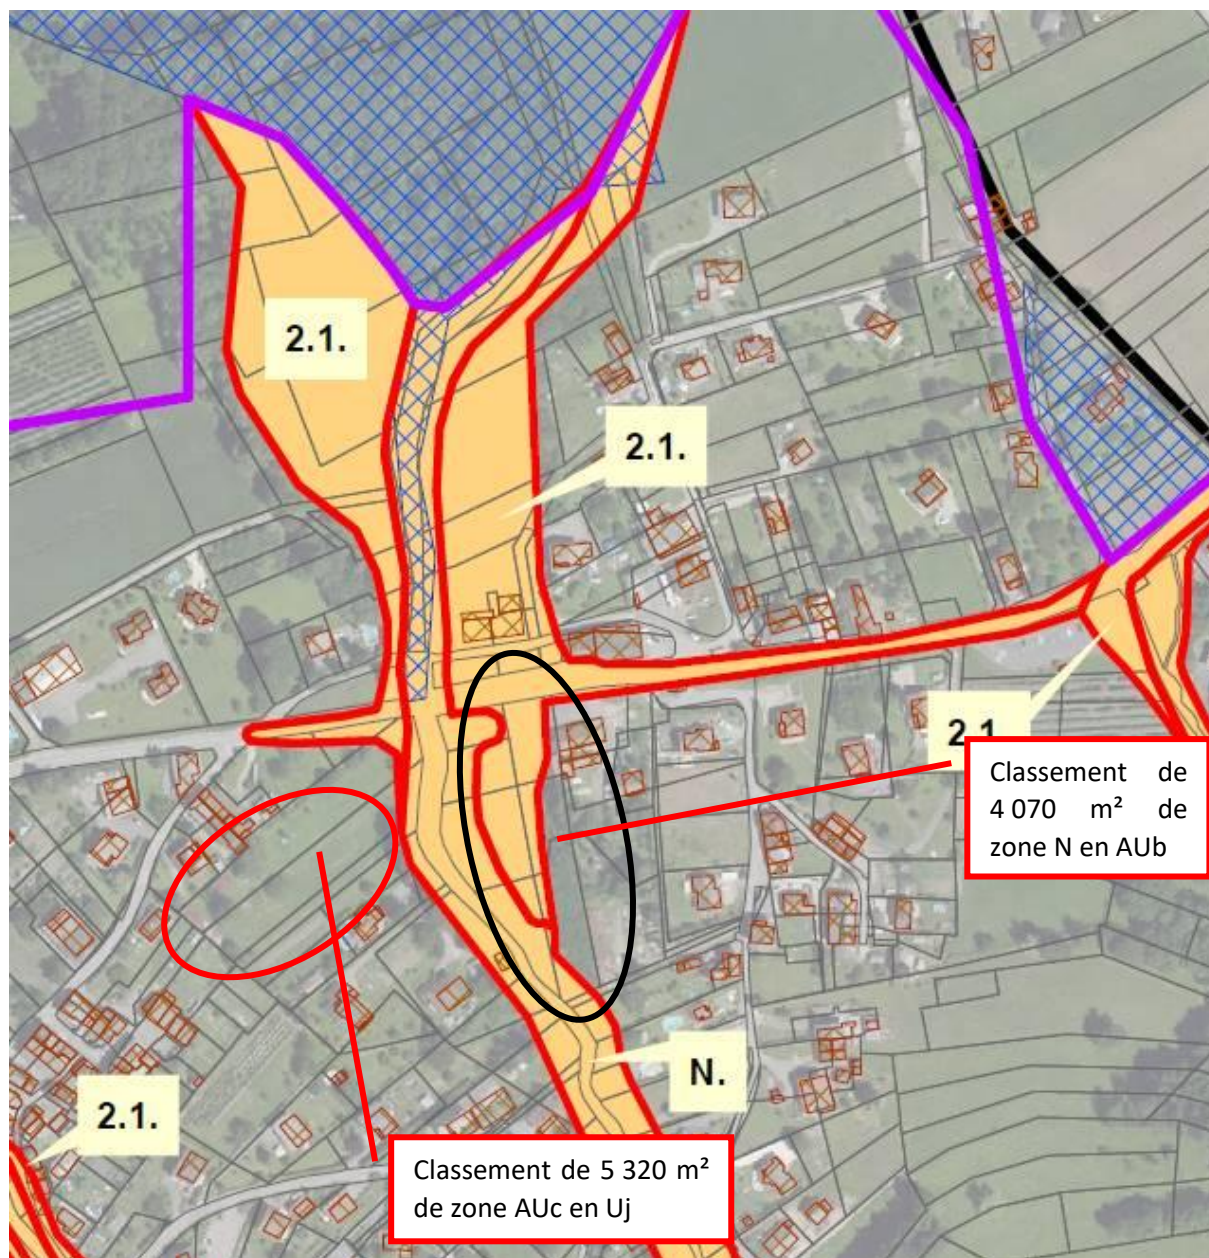 2.1.
2.1.
2.1
Classement de
4 070 m² de
zone N en AUb
N.
2.1.
Classement de 5 320 m²
de zone AUc en Uj